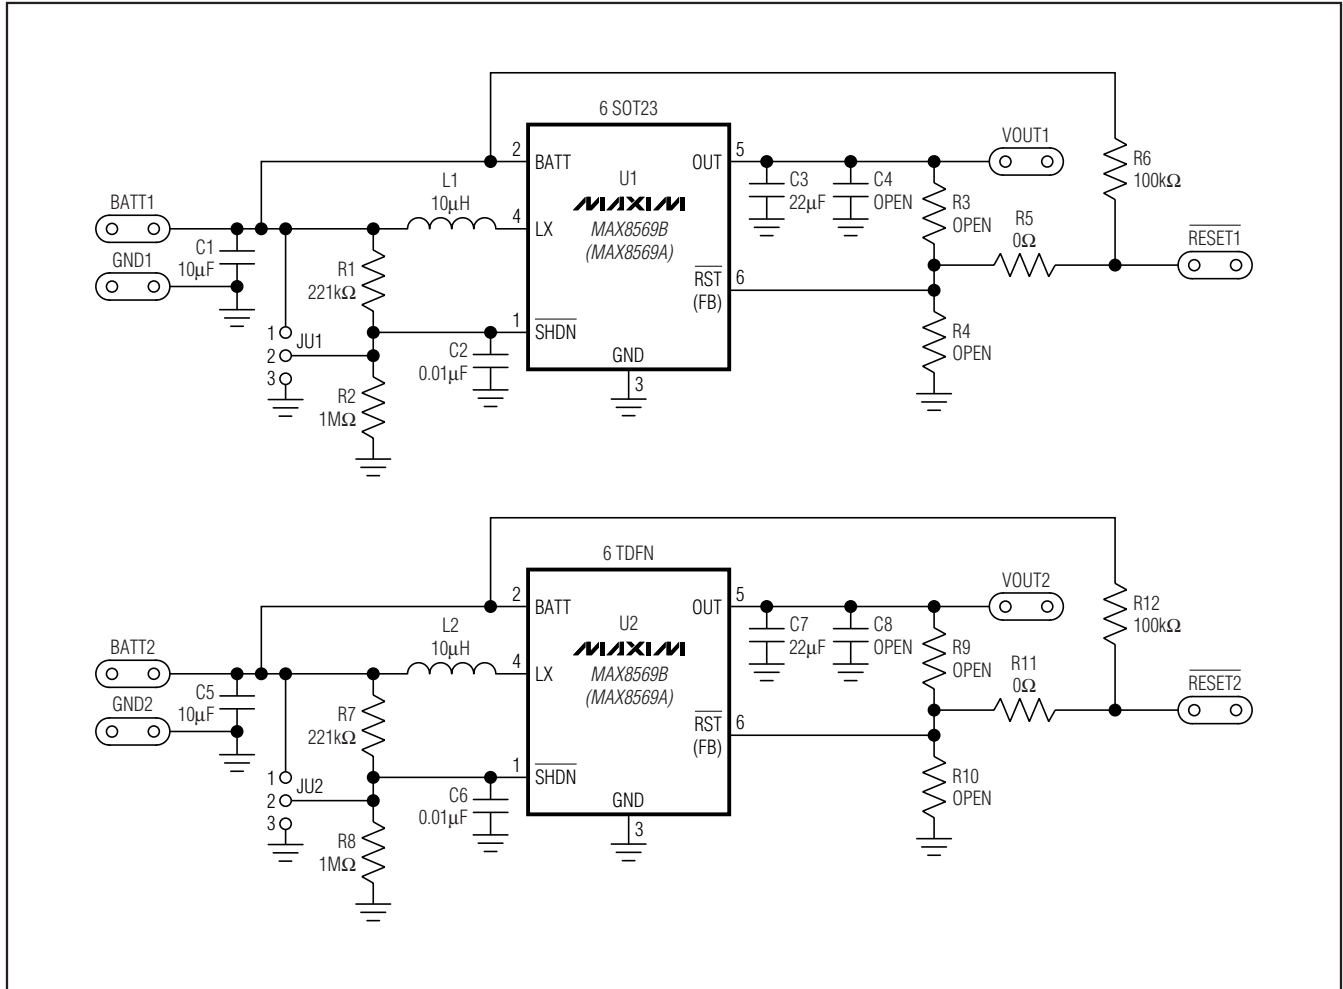 6 SOT23
2
BATT
OUT
5
VOUT1
R6
100kΩ
BATT1
L1
10µH
U1
MAXIM
MAX8569B
(MAX8569A)
C3
22µF
C4
OPEN
R3
OPEN
R5
0Ω
RESET1
4
LX
C1
10µF
GND1
R1
221kΩ
RST
(FB)
6
1
SHDN
1
JU1
2
3
C2
0.01µF
GND
3
R4
OPEN
R2
1MΩ
6 TDFN
2
BATT
OUT
5
VOUT2
R12
100kΩ
BATT2
L2
10µH
U2
MAXIM
MAX8569B
(MAX8569A)
C7
22µF
C8
OPEN
R9
OPEN
R11
0Ω
RESET2
4
LX
C5
10µF
GND2
R7
221kΩ
RST
(FB)
6
1
SHDN
1
JU2
2
3
C6
0.01µF
GND
3
R10
OPEN
R8
1MΩ